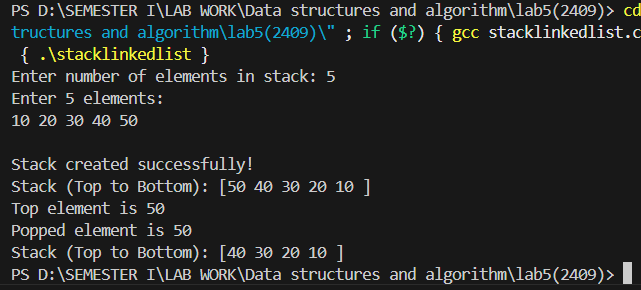 PS D:\SEMESTER I\LAB WORK\Data structures and algorithm\lab5(2409)> cd
tructures and algorithm\lab5(2409)\" ; if ($?) { gcc stacklinkedlist.c
 { .\stacklinkedlist }
Enter number of elements in stack: 5
Enter 5 elements:
10 20 30 40 50

Stack created successfully!
Stack (Top to Bottom): [50 40 30 20 10 ]
Top element is 50
Popped element is 50
Stack (Top to Bottom): [40 30 20 10 ]
PS D:\SEMESTER I\LAB WORK\Data structures and algorithm\lab5(2409)>